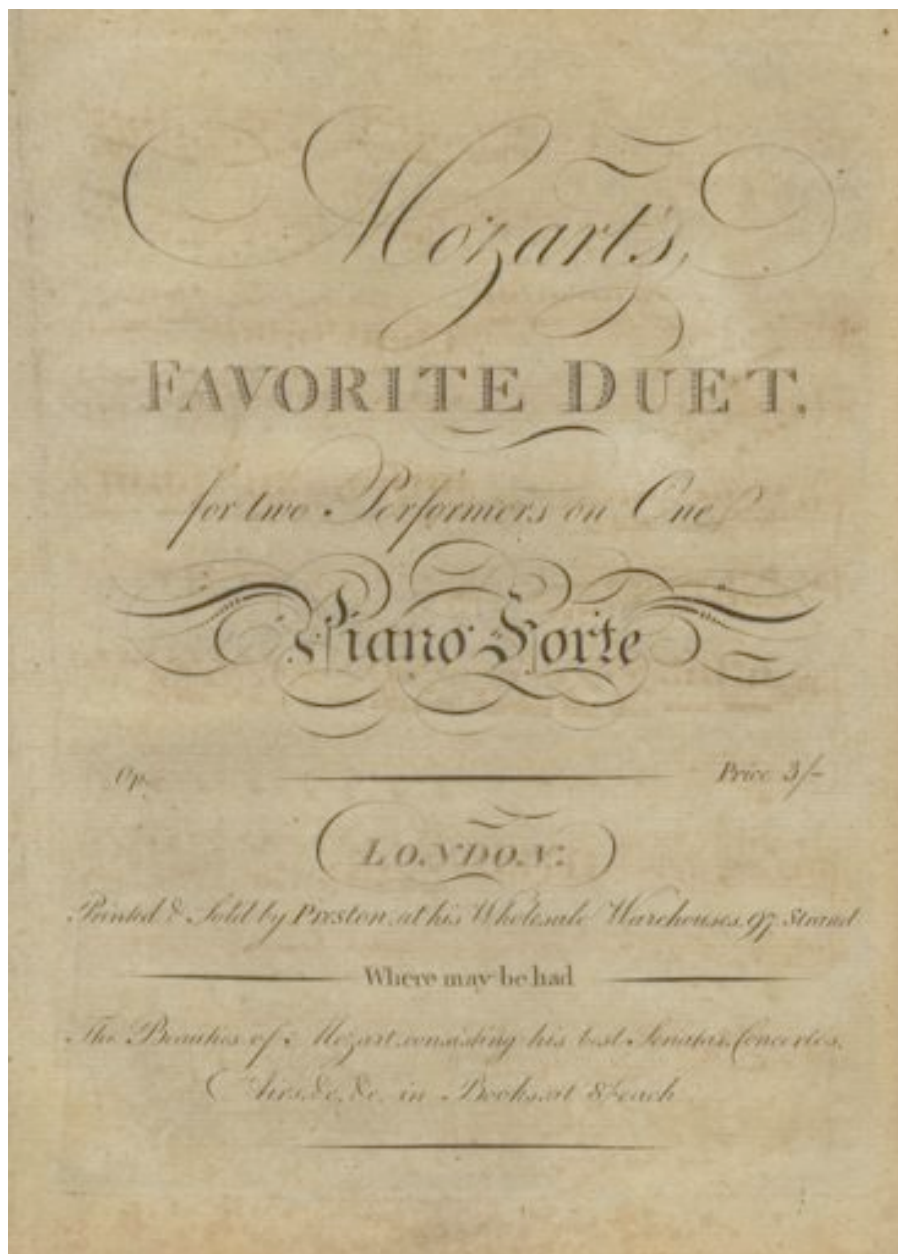 Mozart's,
FAVORITE DUET,
for two Performers on One
Piano Forte
Op. Price 3/-
LONDON:
Printed & Sold by Preston, at his Wholesale Warehouses, 97, Strand
Where may be had
The Beauties of Mozart, consisting his best Sonatas, Concertos,
Airs, &c, &c. in Books, at 8/- each